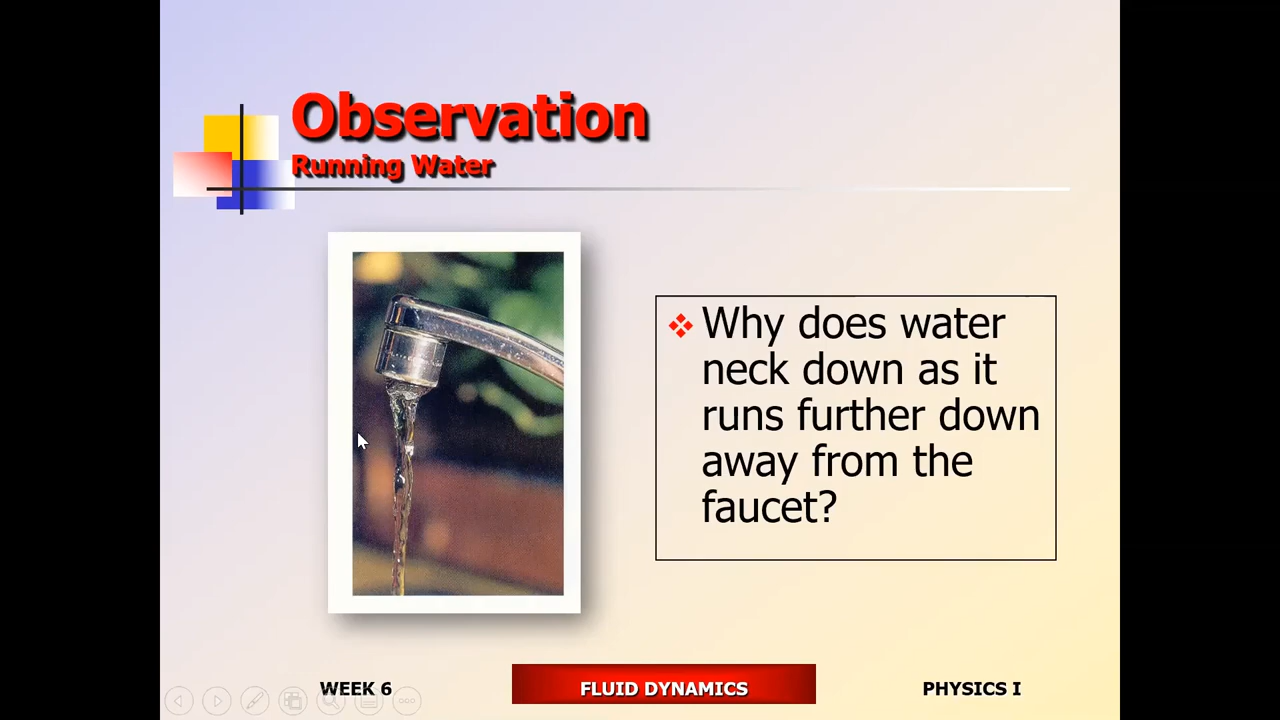 Observation
Running Water
Why does water
neck down as it
runs further down
away from the
faucet?
WEEK 6
FLUID DYNAMICS
PHYSICS I